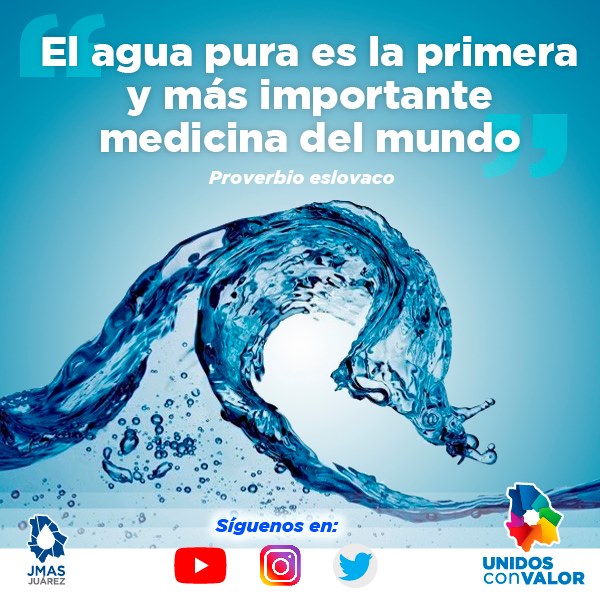 “
El agua pura es la primera
y más importante
medicina del mundo
”
Proverbio eslovaco
Síguenos en:
JMAS
JUÁREZ
UNIDOS
conVALOR